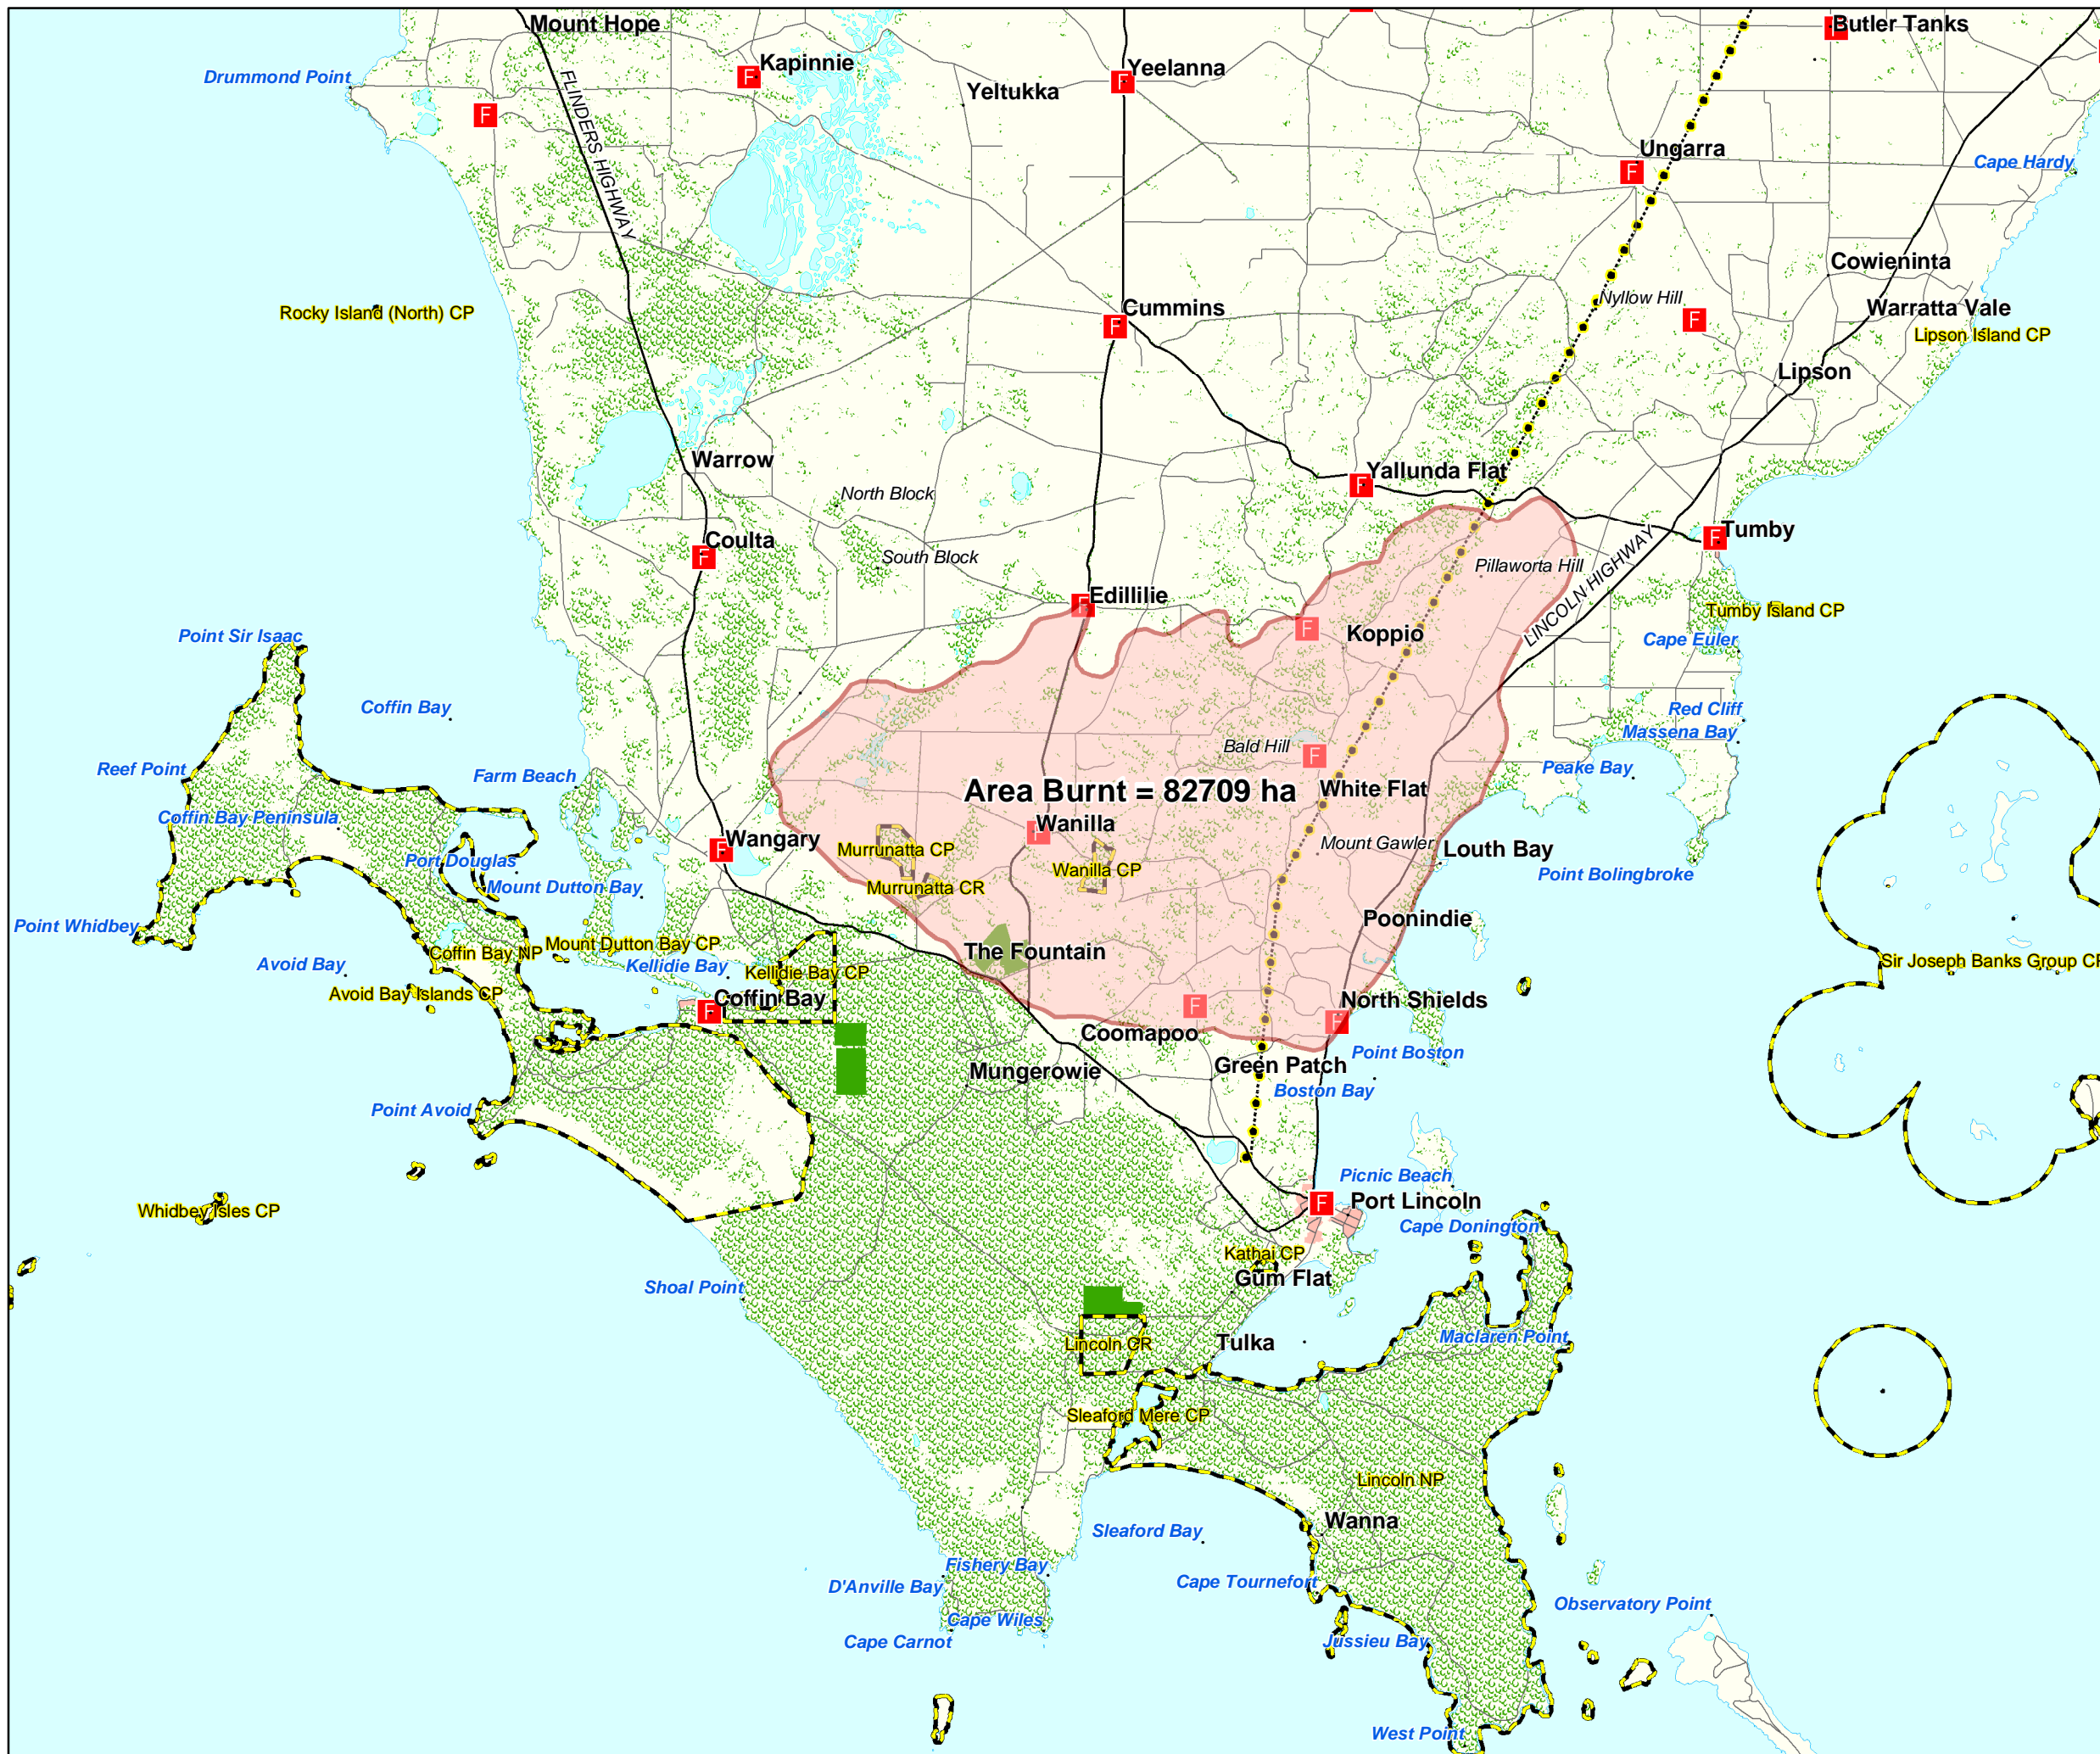 Mount Hope
Butler Tanks
Kapinnie
Yeelanna
Drummond Point
Yeltukka
F
F
F
F
FLINDERS HIGHWAY
Ungarra
Cape Hardy
F
Cowieninta
Nyllow Hill
Warratta Vale
Rocky Island (North) CP
Cummins
F
F
Lipson Island CP
Lipson
Warrow
Yallunda Flat
F
North Block
Tumby
F
Coulta
F
South Block
Pillaworta Hill
LINCOLN HIGHWAY
Edillilie
F
Tumby Island CP
Point Sir Isaac
F
Koppio
Cape Euler
Coffin Bay
Red Cliff
Massena Bay
Bald Hill
F
Reef Point
Farm Beach
Peake Bay
Area Burnt = 82709 ha
White Flat
Coffin Bay Peninsula
Wanilla
F
Wangary
F
Murrunatta CP
Mount Gawler
Louth Bay
Port Douglas
Wanilla CP
Point Bolingbroke
Mount Dutton Bay
Murrunatta CR
Poonindie
Point Whidbey
Mount Dutton Bay CP
Coffin Bay NP
The Fountain
Sir Joseph Banks Group CP
Avoid Bay
Kellidie Bay
Kellidie Bay CP
Avoid Bay Islands CP
Coffin Bay
F
F
North Shields
F
Coomapoo
Point Boston
Mungerowie
Green Patch
Boston Bay
Point Avoid
Picnic Beach
Whidbey Isles CP
F
Port Lincoln
Cape Donington
Kathai CP
Gum Flat
Shoal Point
Maclaren Point
Lincoln CR
Tulka
Sleaford Mere CP
Lincoln NP
Wanna
Sleaford Bay
Fishery Bay
D'Anville Bay
Cape Tournefort
Observatory Point
Cape Wiles
Cape Carnot
Jussieu Bay
West Point